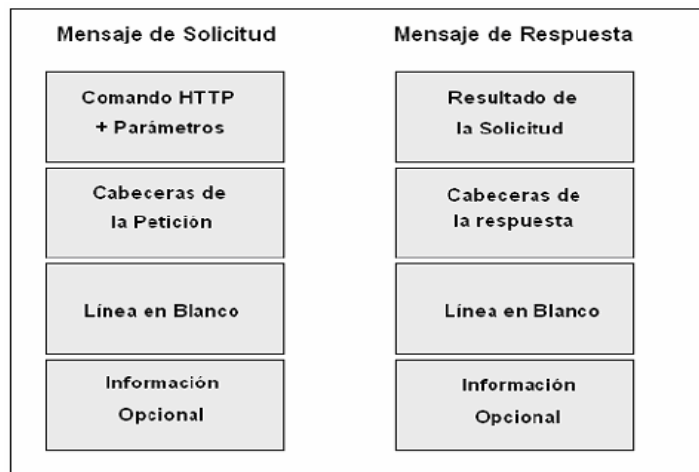 Mensaje de Solicitud
Comando HTTP
+ Parámetros
Cabeceras de
la Petición
Línea en Blanco
Información
Opcional
Mensaje de Respuesta
Resultado de
la Solicitud
Cabeceras de
la respuesta
Línea en Blanco
Información
Opcional